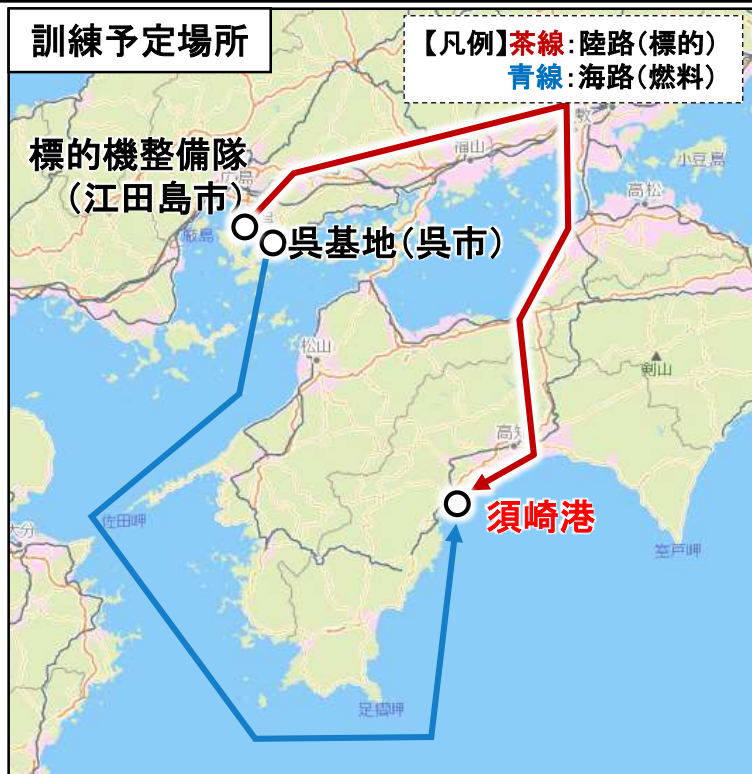 訓練予定場所
【凡例】茶線:陸路(標的)
青線:海路(燃料)
標的機整備隊
(江田島市)
呉基地(呉市)
広島
厳島
福山
小豆島
高松
松山
剣山
高知
須崎港
佐田岬
大分
室戸岬
足摺岬